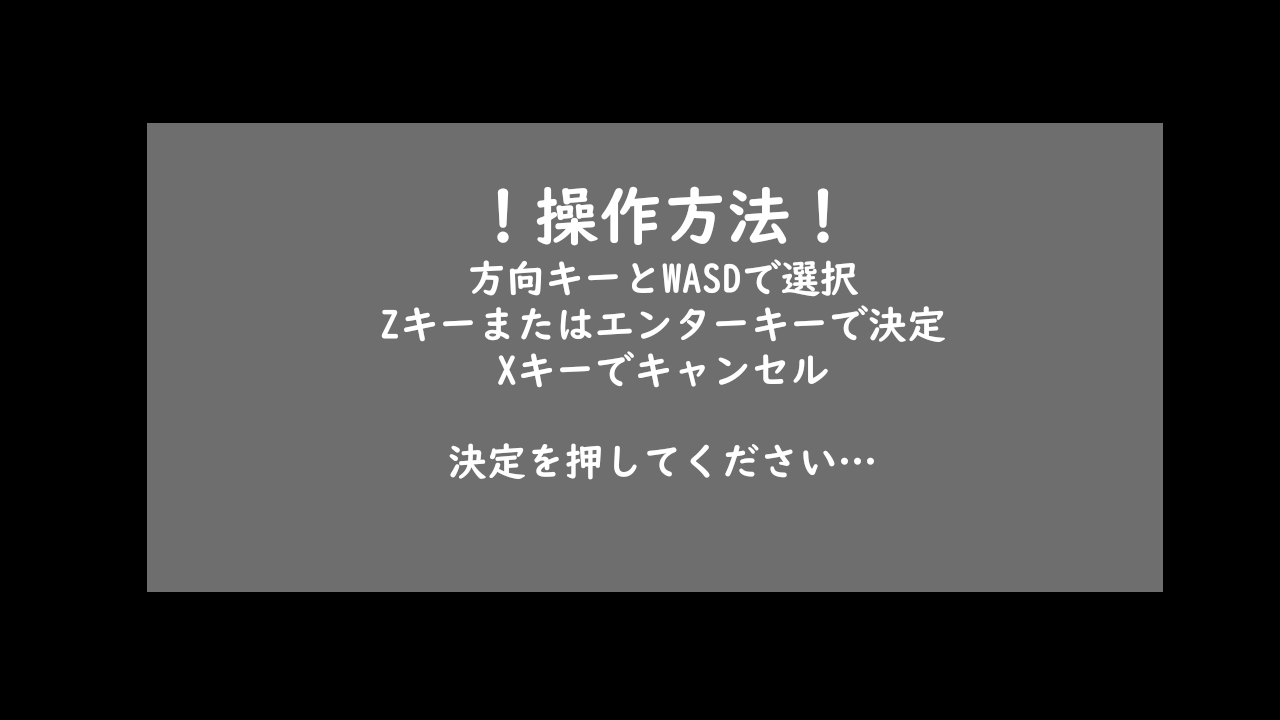 ！操作方法！
方向キーとWASDで選択
Zキーまたはエンターキーで決定
Xキーでキャンセル
決定を押してください…